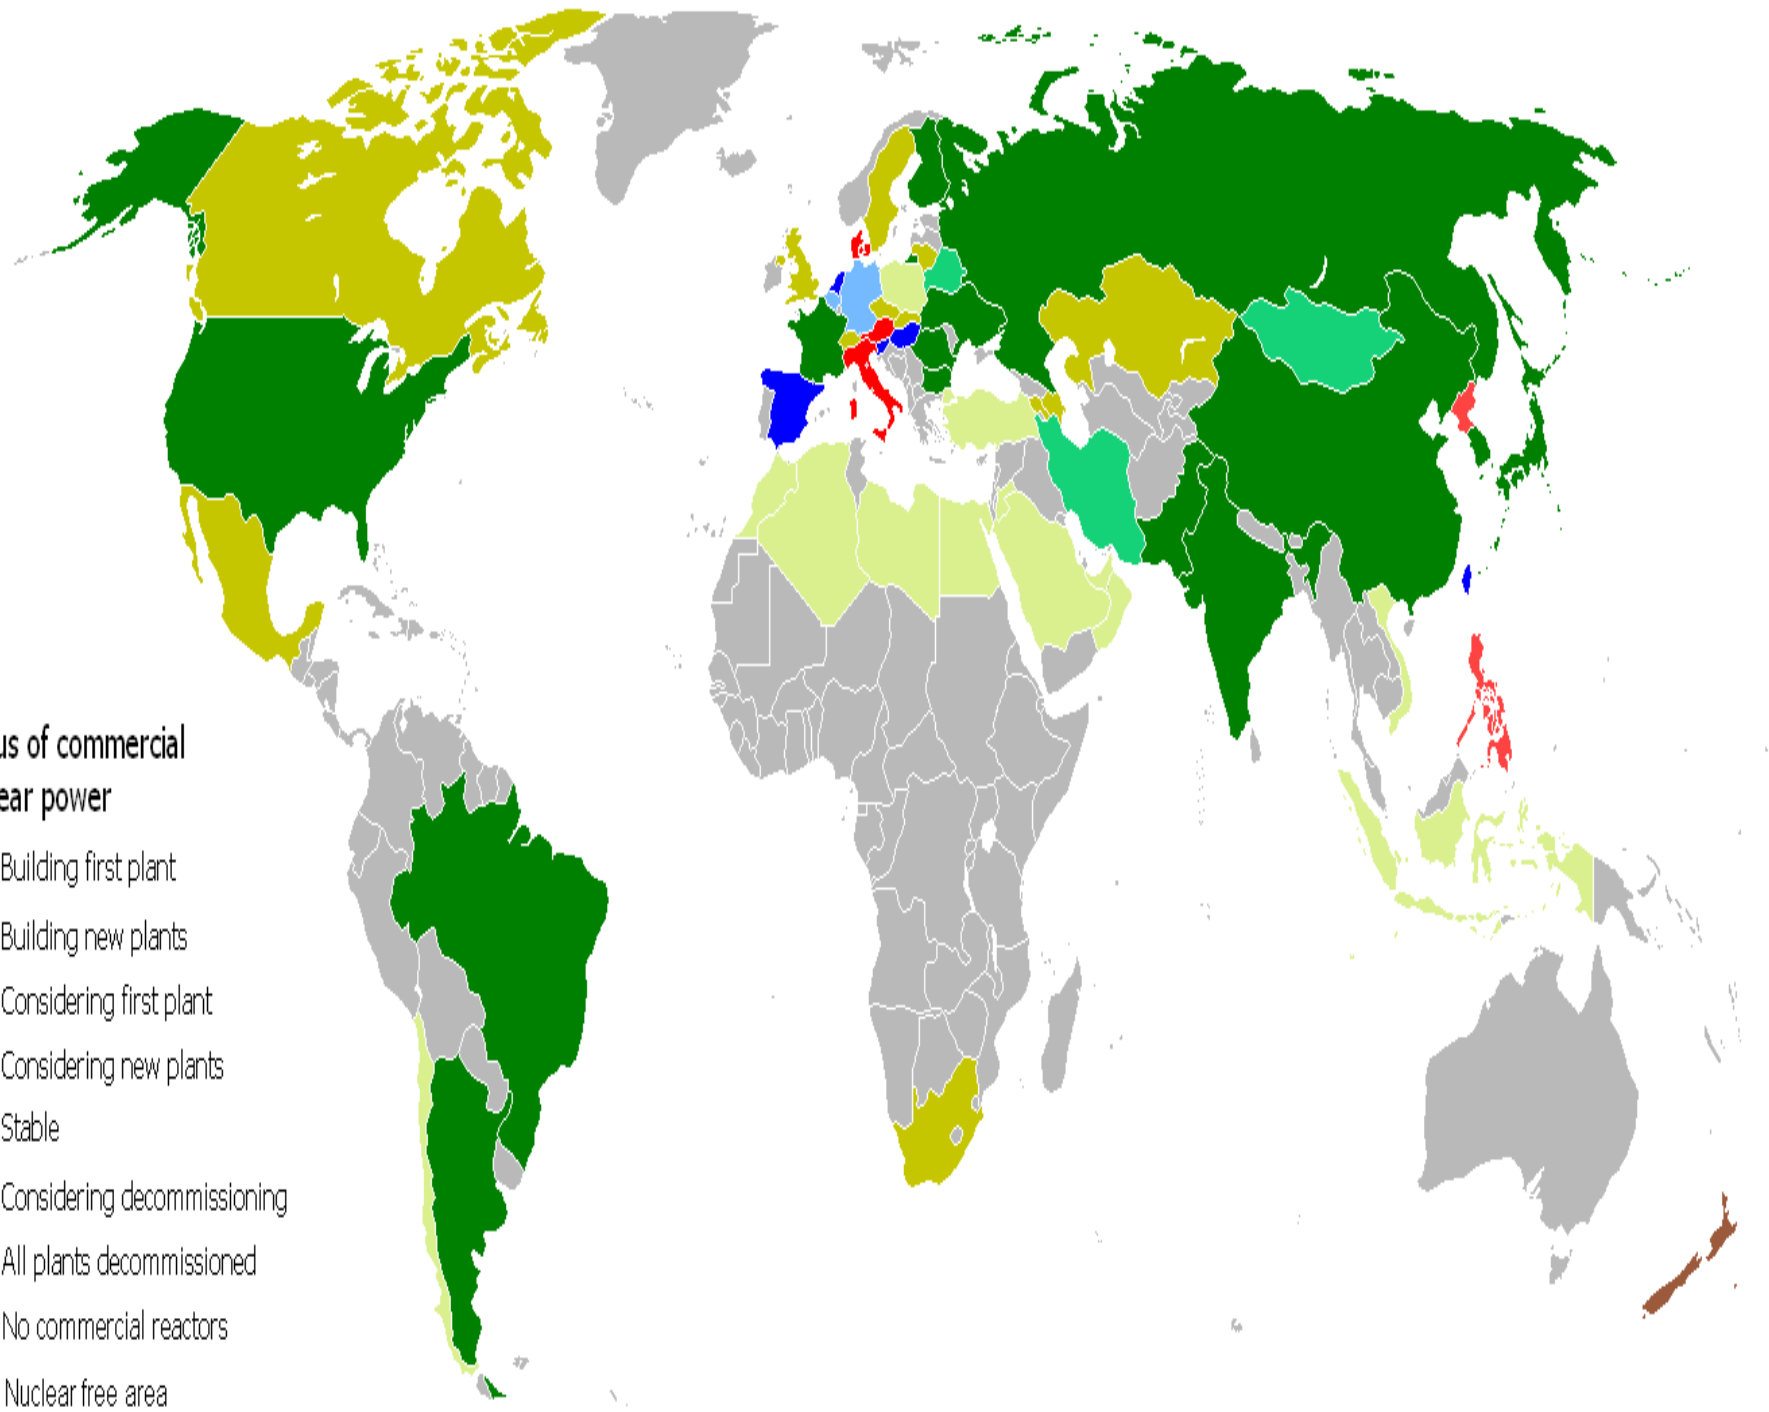 us of commercial
ear power
Building first plant
Building new plants
Considering first plant
Considering new plants
Stable
Considering decommissioning
All plants decommissioned
No commercial reactors
Nuclear free area